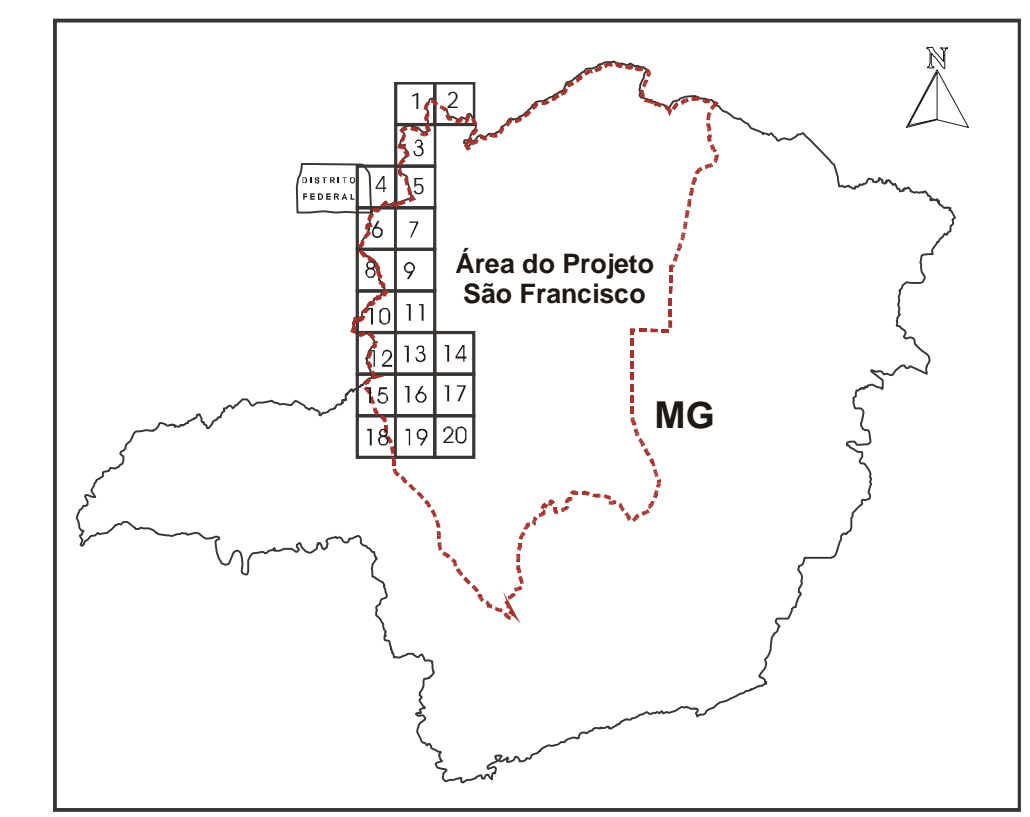 N
1 2
3
DISTRITO
FEDERAL
4 5
6 7
8 9
Área do Projeto
São Francisco
10 11
12 13 14
15 16 17
MG
18 19 20